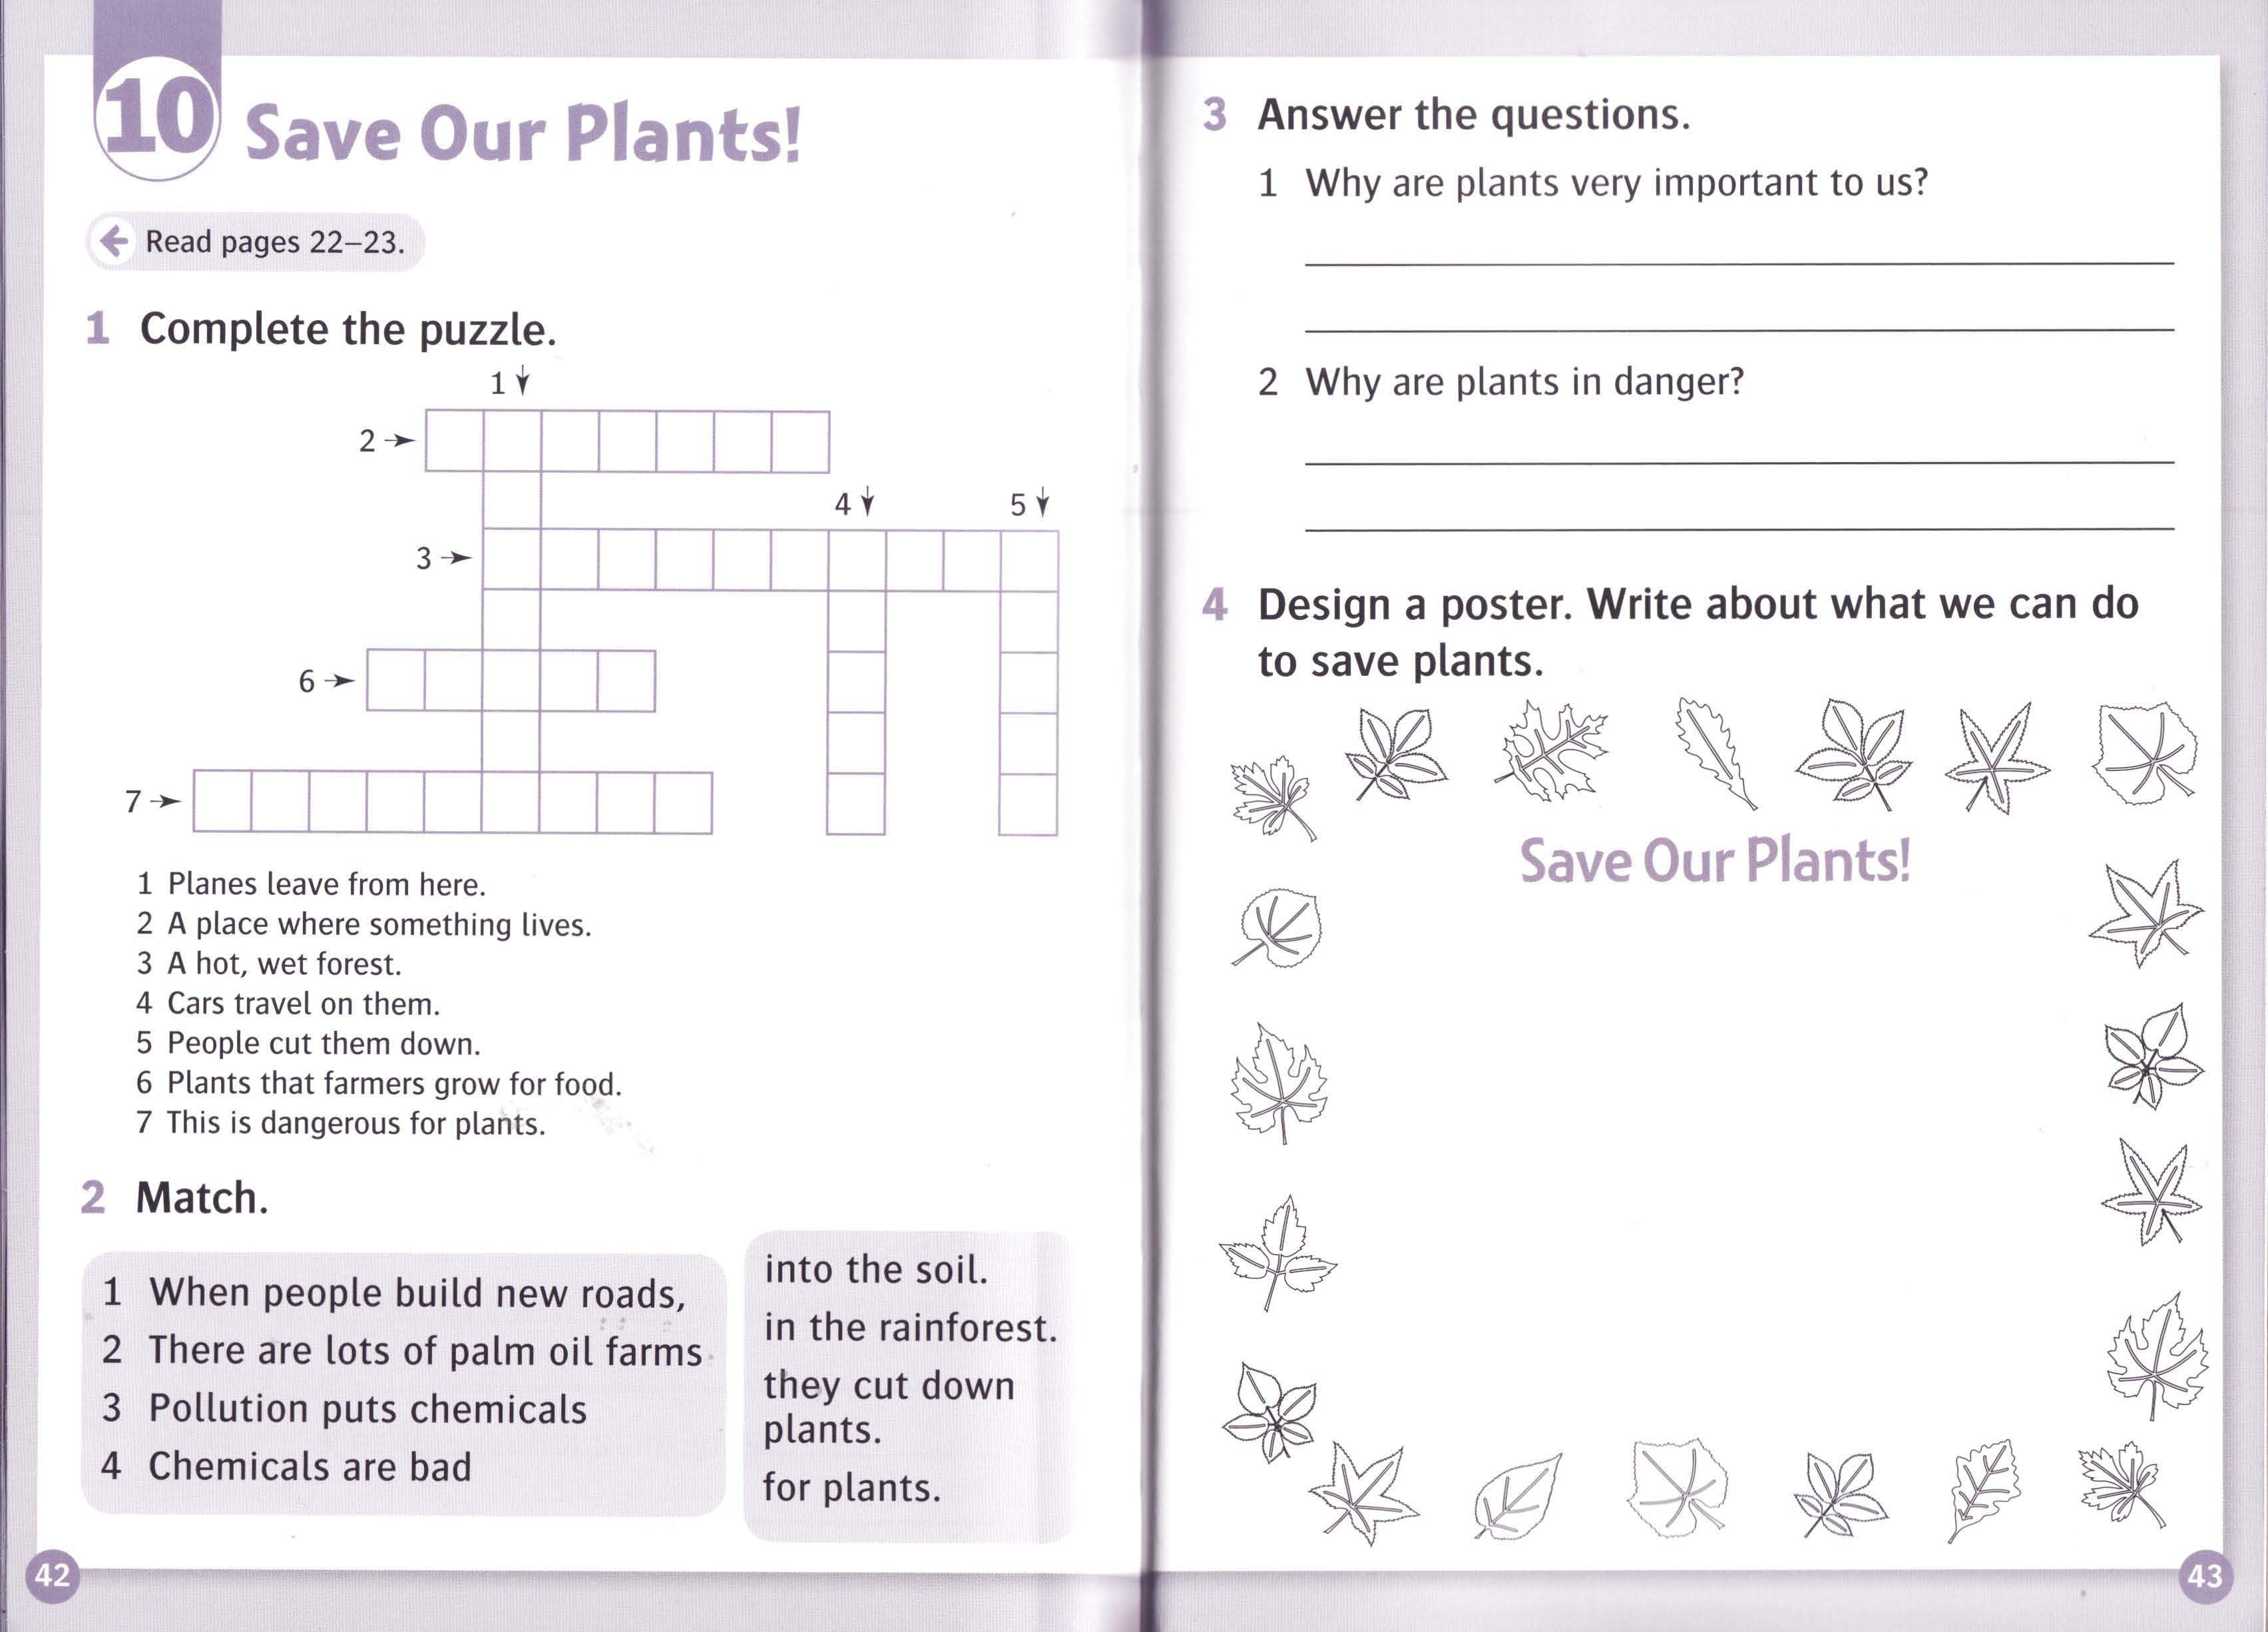 10 Save Our Plants!
Read pages 22–23.
1 Complete the puzzle.
1
2
4 5
3
6
7
1 Planes leave from here.
2 A place where something lives.
3 A hot, wet forest.
4 Cars travel on them.
5 People cut them down.
6 Plants that farmers grow for food.
7 This is dangerous for plants.
2 Match.
1 When people build new roads,
2 There are lots of palm oil farms
3 Pollution puts chemicals
4 Chemicals are bad
into the soil.
in the rainforest.
they cut down
plants.
for plants.
42
3 Answer the questions.
1 Why are plants very important to us?
2 Why are plants in danger?
4 Design a poster. Write about what we can do
to save plants.
Save Our Plants!
43